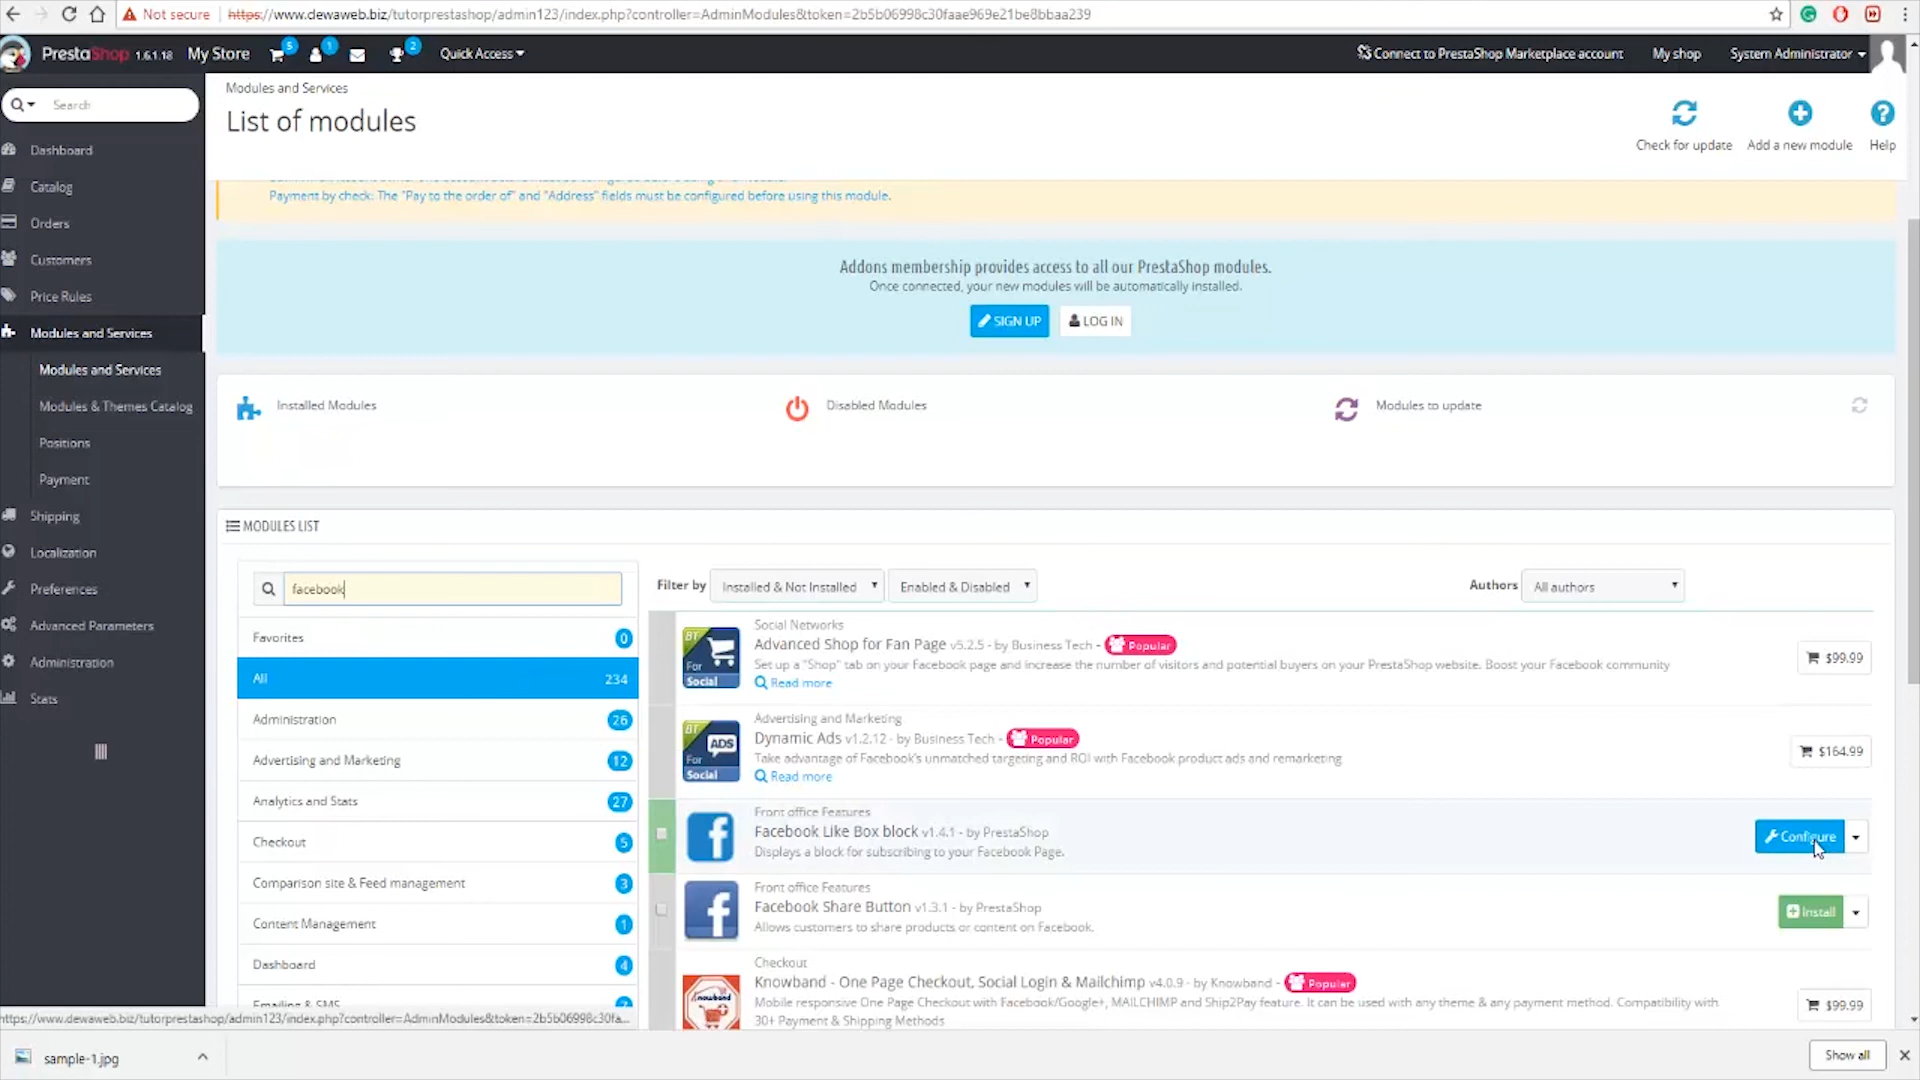 Not secure | https://www.dewaweb.biz/tutorprestashop/admin123/index.php?controller=AdminModules&token=2b5b06998c30faae969e21be8bbaa239
PrestaShop 1.6.1.18 My Store 5 1 2 Quick Access Connect to PrestaShop Marketplace account My shop System Administrator
Search
Dashboard
Catalog
Orders
Customers
Price Rules
Modules and Services
Modules and Services
Modules & Themes Catalog
Positions
Payment
Shipping
Localization
Preferences
Advanced Parameters
Administration
Stats
Modules and Services
List of modules
Check for update Add a new module Help
Payment by check: The "Pay to the order of" and "Address" fields must be configured before using this module.
Addons membership provides access to all our PrestaShop modules.
Once connected, your new modules will be automatically installed.
SIGN UP LOG IN
Installed Modules Disabled Modules Modules to update
MODULES LIST
facebook
Favorites 0
All 234
Administration 26
Advertising and Marketing 12
Analytics and Stats 27
Checkout 5
Comparison site & Feed management 3
Content Management 1
Dashboard 4
Emailing & SMS
Filter by Installed & Not Installed Enabled & Disabled Authors All authors
BT
For
Social
Social Networks
Advanced Shop for Fan Page v5.2.5 - by Business Tech - Popular
Set up a "Shop" tab on your Facebook page and increase the number of visitors and potential buyers on your PrestaShop website. Boost your Facebook community
Read more
$99.99
BT
ADS
For
Social
Advertising and Marketing
Dynamic Ads v1.2.12 - by Business Tech - Popular
Take advantage of Facebook's unmatched targeting and ROI with Facebook product ads and remarketing
Read more
$164.99
Front office Features
Facebook Like Box block v1.4.1 - by PrestaShop
Displays a block for subscribing to your Facebook Page.
Configure
Front office Features
Facebook Share Button v1.3.1 - by PrestaShop
Allows customers to share products or content on Facebook.
Install
Knowband
Checkout
Knowband - One Page Checkout, Social Login & Mailchimp v4.0.9 - by Knowband - Popular
Mobile responsive One Page Checkout with Facebook/Google+, MAILCHIMP and Ship2Pay feature. It can be used with any theme & any payment method. Compatibility with
30+ Payment & Shipping Methods
$99.99
https://www.dewaweb.biz/tutorprestashop/admin123/index.php?controller=AdminModules&token=2b5b06998c30fa...
sample-1.jpg Show all